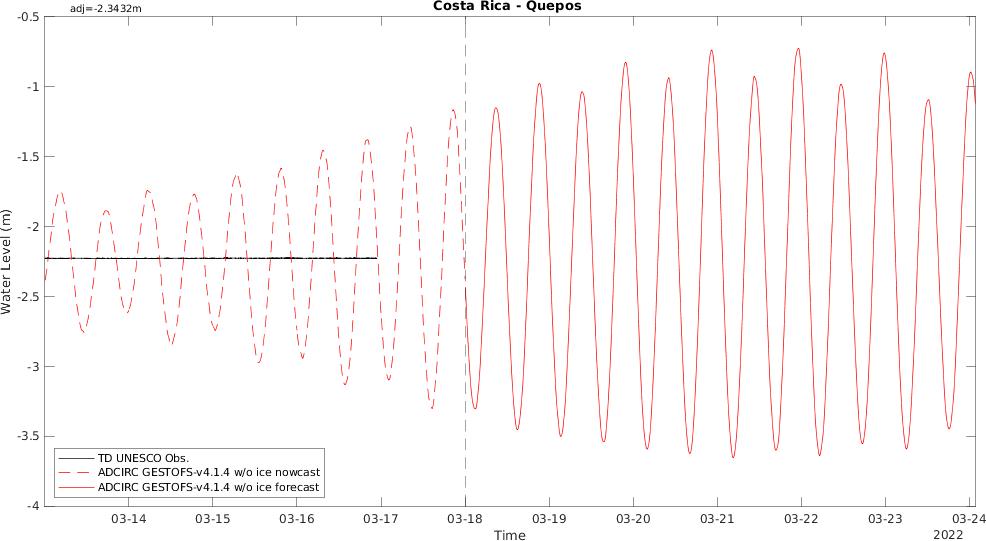 Costa Rica - Quepos
adj=-2.3432m
-0.5
-1
-1.5
-2
-2.5
-3
-3.5
-4
Water Level (m)
TD UNESCO Obs.
ADCIRC GESTOFS-v4.1.4 w/o ice nowcast
ADCIRC GESTOFS-v4.1.4 w/o ice forecast
03-14 03-15 03-16 03-17 03-18 03-19 03-20 03-21 03-22 03-23 03-24
Time
2022